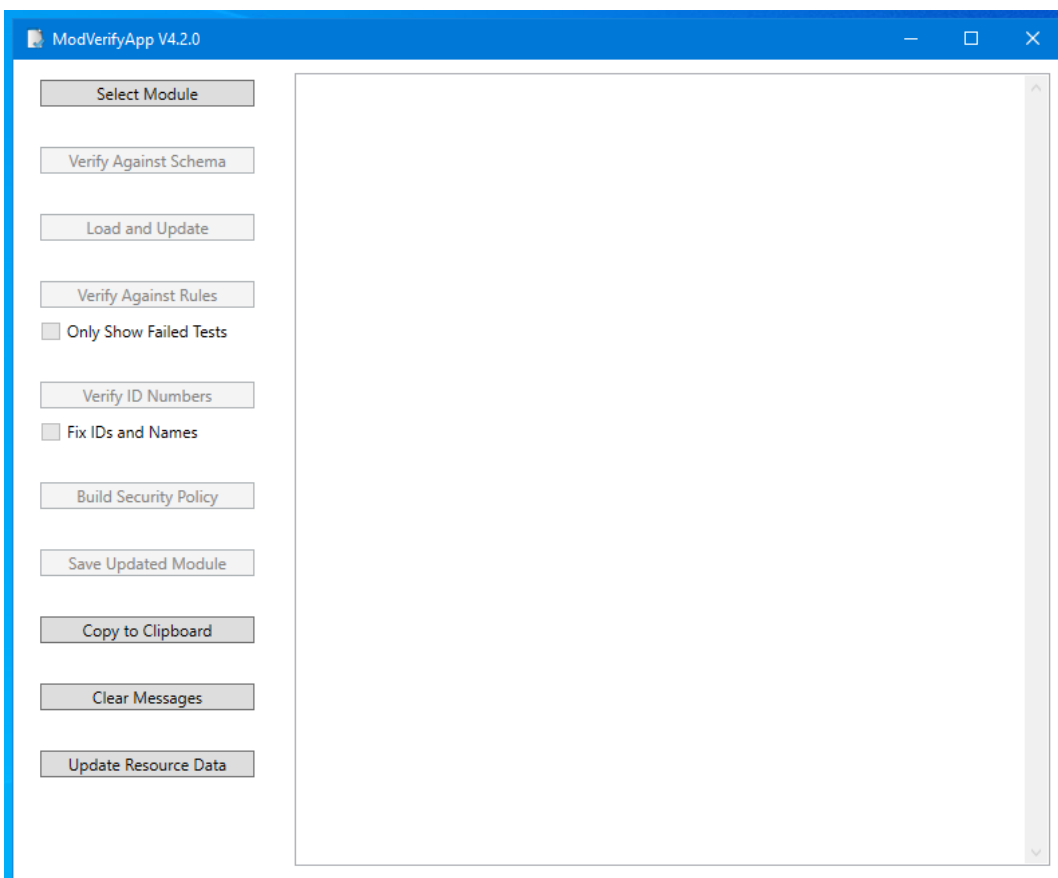 ModVerifyApp V4.2.0
Select Module
Verify Against Schema
Load and Update
Verify Against Rules
Only Show Failed Tests
Verify ID Numbers
Fix IDs and Names
Build Security Policy
Save Updated Module
Copy to Clipboard
Clear Messages
Update Resource Data